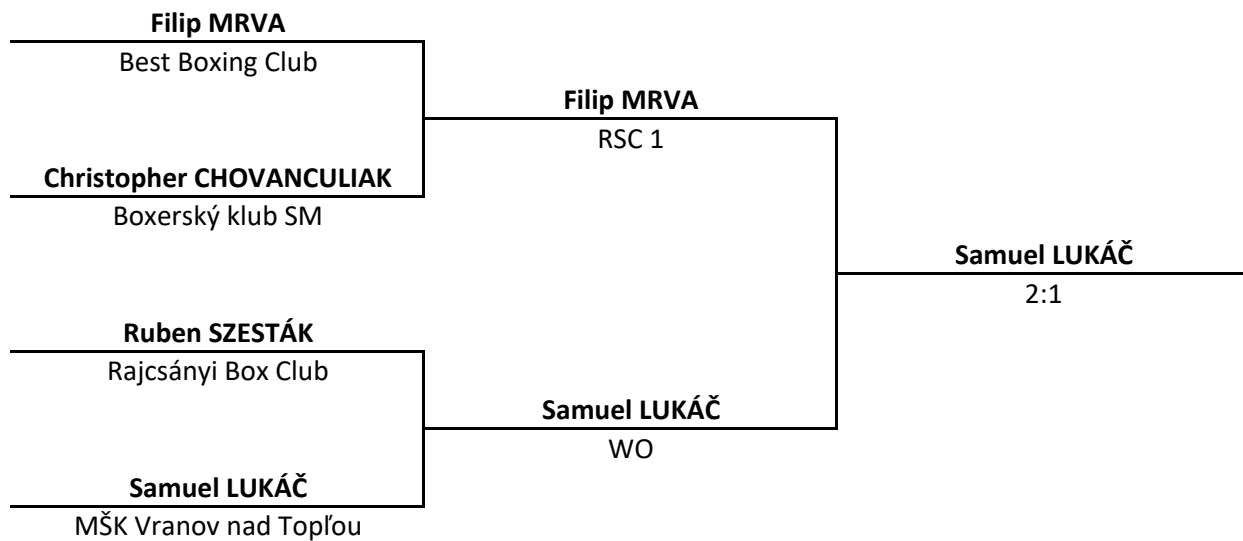 Filip MRVA
Best Boxing Club
Filip MRVA
RSC 1
Christopher CHOVANCULIAK
Boxerský klub SM
Samuel LUKÁČ
2:1
Ruben SZESTÁK
Rajcsányi Box Club
Samuel LUKÁČ
WO
Samuel LUKÁČ
MŠK Vranov nad Topľou